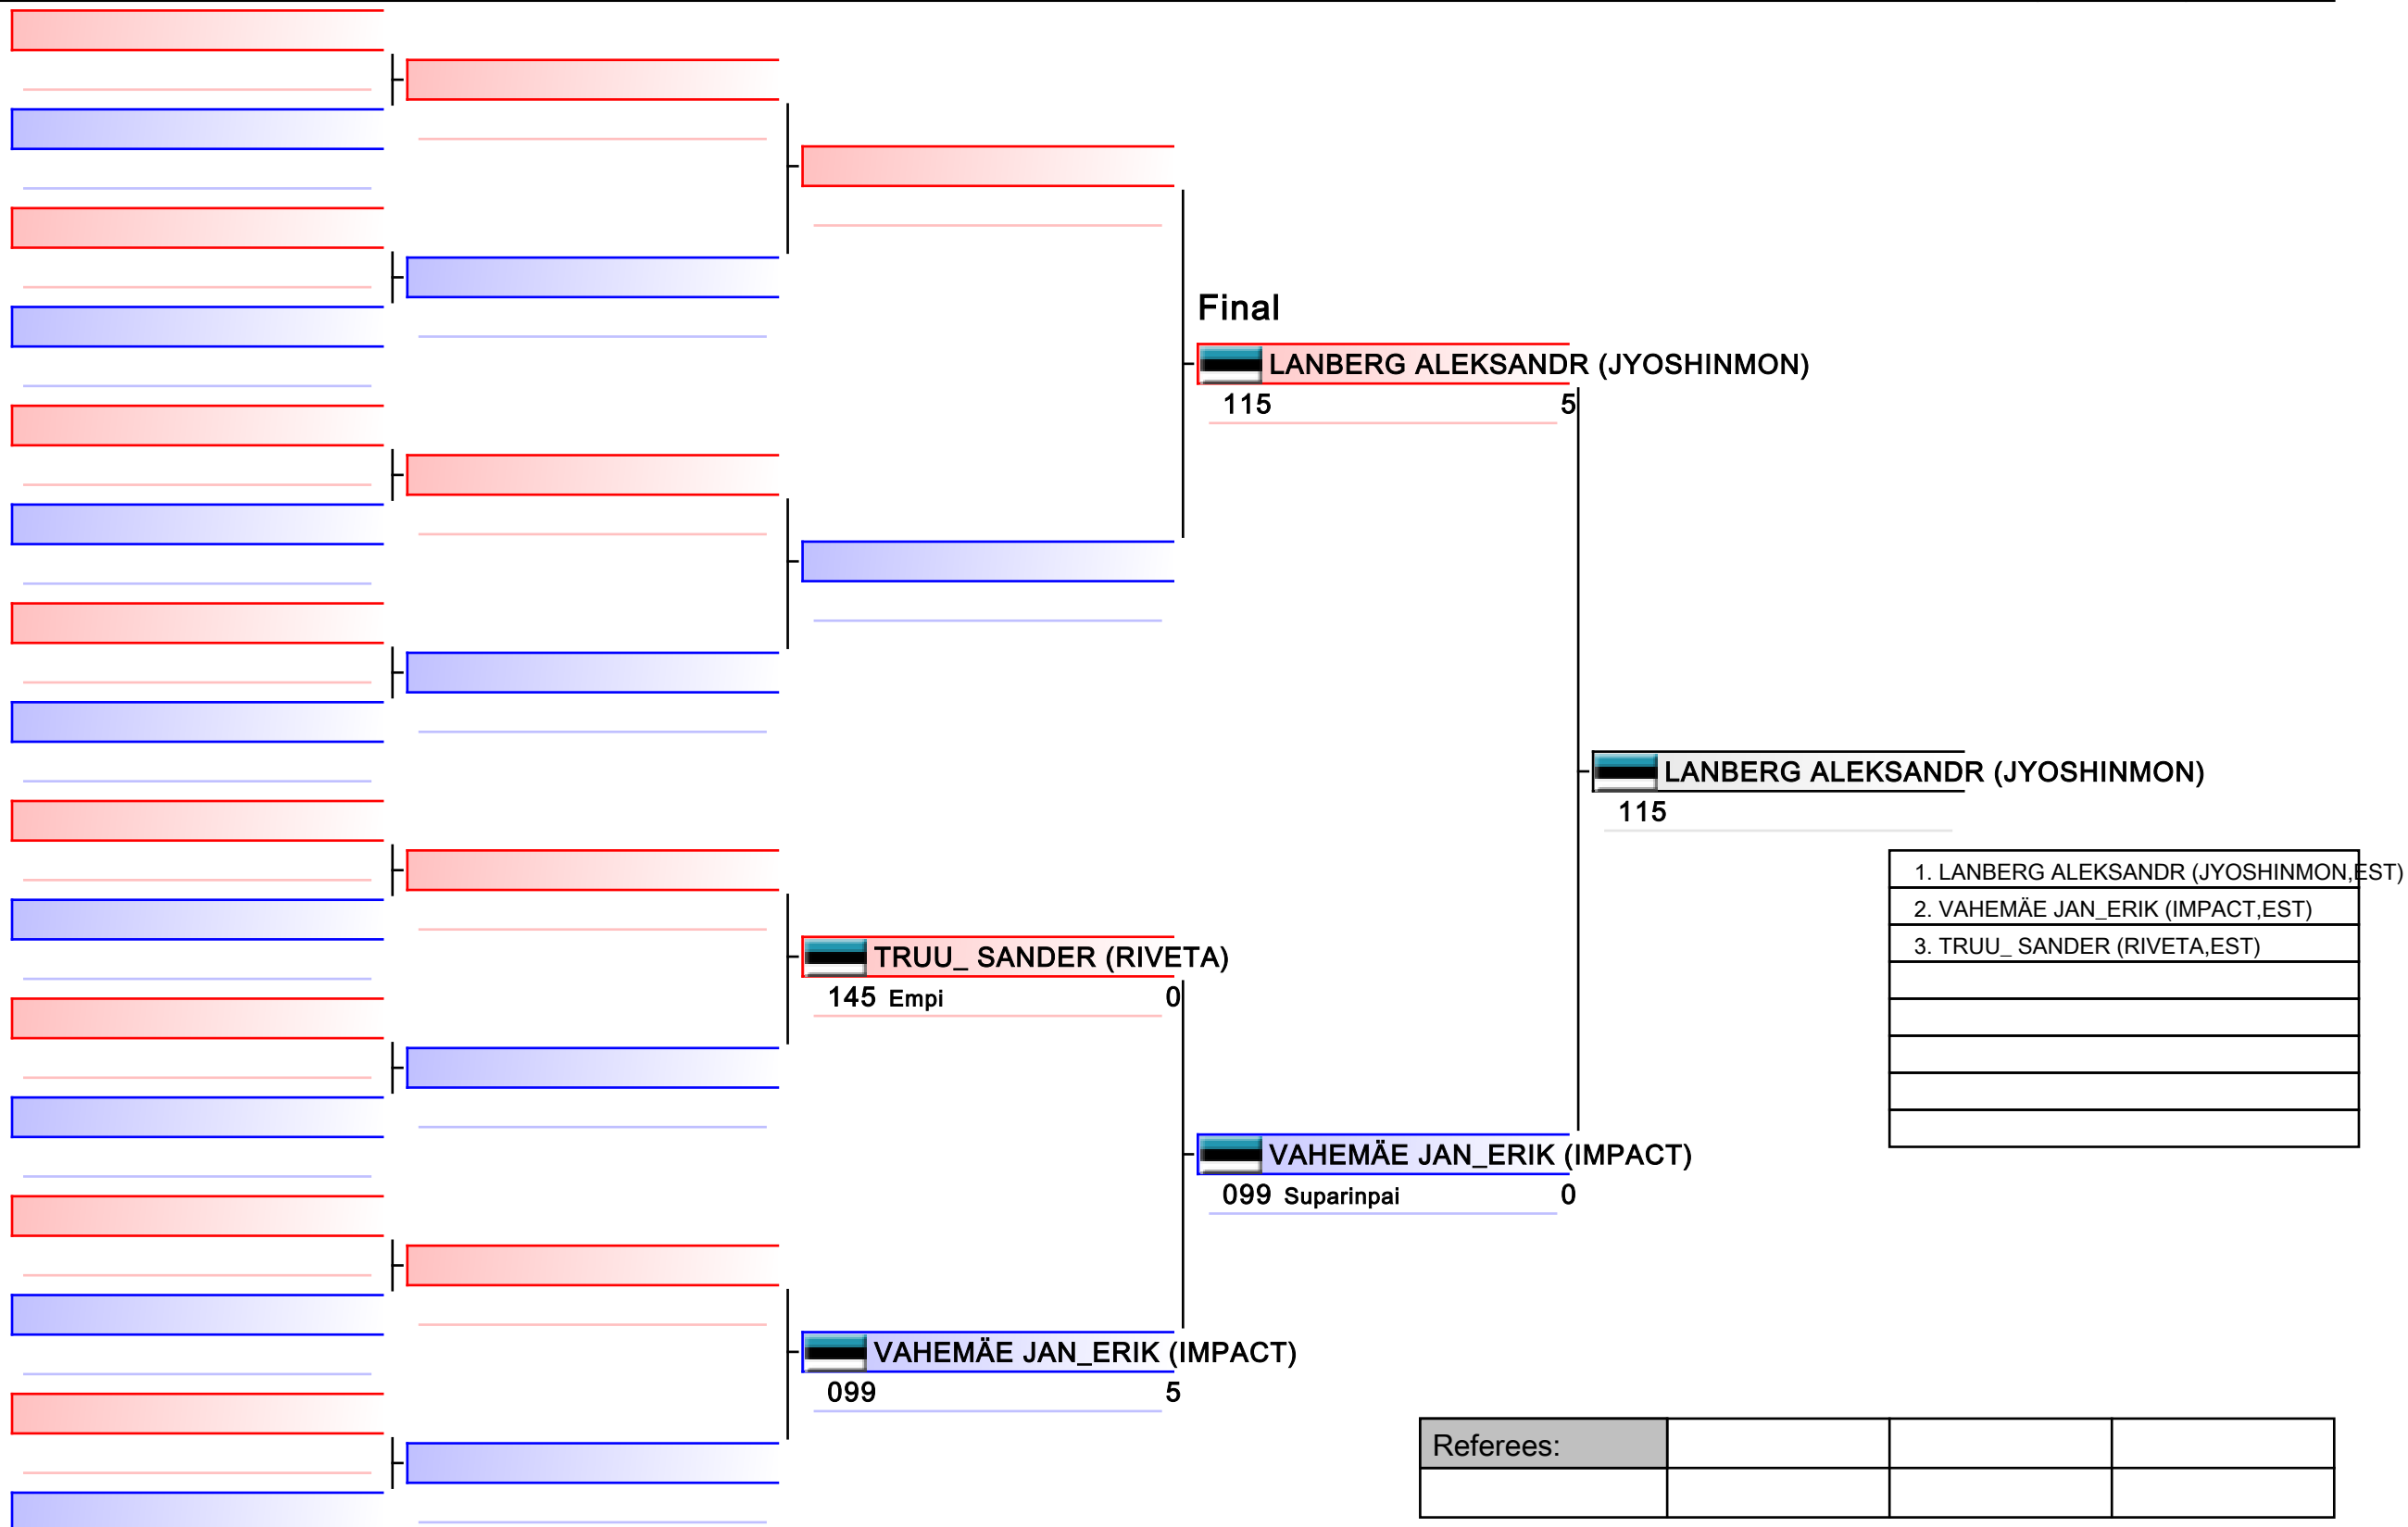 Final
LANBERG ALEKSANDR (JYOSHINMON)
115 5
LANBERG ALEKSANDR (JYOSHINMON)
115
1. LANBERG ALEKSANDR (JYOSHINMON,EST)
2. VAHEMÄE JAN_ERIK (IMPACT,EST)
3. TRUU_ SANDER (RIVETA,EST)
TRUU_ SANDER (RIVETA)
145 Empi 0
VAHEMÄE JAN_ERIK (IMPACT)
099 Suparinpai 0
VAHEMÄE JAN_ERIK (IMPACT)
099 5
Referees: